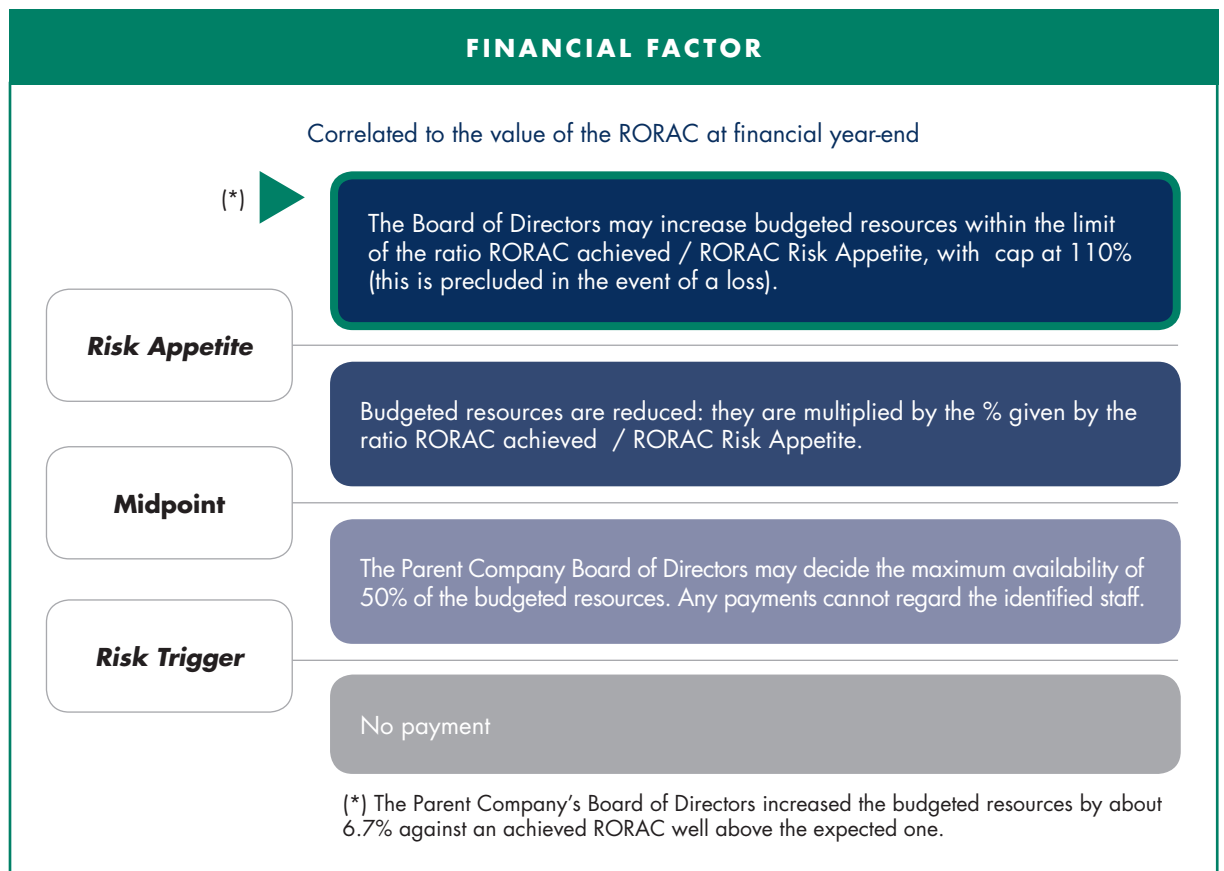 FINANCIAL FACTOR
Correlated to the value of the RORAC at financial year-end
(*)
The Board of Directors may increase budgeted resources within the limit
of the ratio RORAC achieved / RORAC Risk Appetite, with cap at 110%
(this is precluded in the event of a loss).
Risk Appetite
Budgeted resources are reduced: they are multiplied by the % given by the
ratio RORAC achieved / RORAC Risk Appetite.
Midpoint
The Parent Company Board of Directors may decide the maximum availability of
50% of the budgeted resources. Any payments cannot regard the identified staff.
Risk Trigger
No payment
(*) The Parent Company's Board of Directors increased the budgeted resources by about
6.7% against an achieved RORAC well above the expected one.